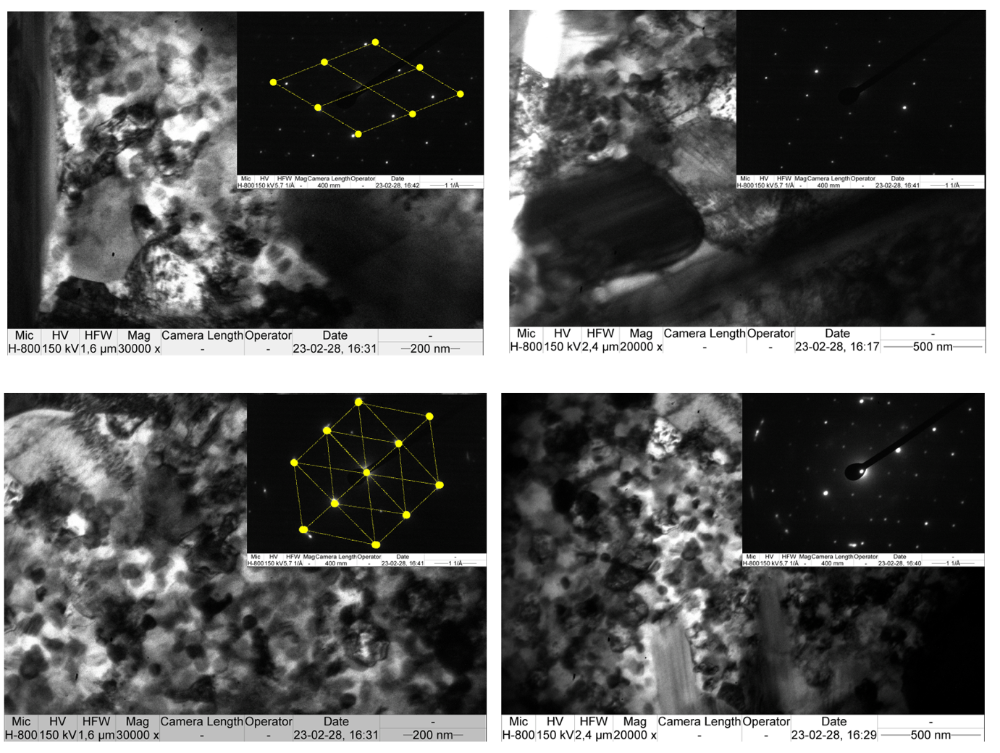 Mic HV HFW Mag Camera Length Operator Date -
H-800 150 kV 5,7 1/Å - 400 mm - 23-02-28, 16:42 1 1/Å
Mic HV HFW Mag Camera Length Operator Date -
H-800 150 kV 1,6 µm 30000 x - - 23-02-28, 16:31 200 nm
Mic HV HFW Mag Camera Length Operator Date -
H-800 150 kV 5,7 1/Å - 400 mm - 23-02-28, 16:41 1 1/Å
Mic HV HFW Mag Camera Length Operator Date -
H-800 150 kV 2,4 µm 20000 x - - 23-02-28, 16:17 500 nm
Mic HV HFW Mag Camera Length Operator Date -
H-800 150 kV 5,7 1/Å - 400 mm - 23-02-28, 16:41 1 1/Å
Mic HV HFW Mag Camera Length Operator Date -
H-800 150 kV 1,6 µm 30000 x - - 23-02-28, 16:31 200 nm
Mic HV HFW Mag Camera Length Operator Date -
H-800 150 kV 5,7 1/Å - 400 mm - 23-02-28, 16:40 1 1/Å
Mic HV HFW Mag Camera Length Operator Date -
H-800 150 kV 2,4 µm 20000 x - - 23-02-28, 16:29 500 nm